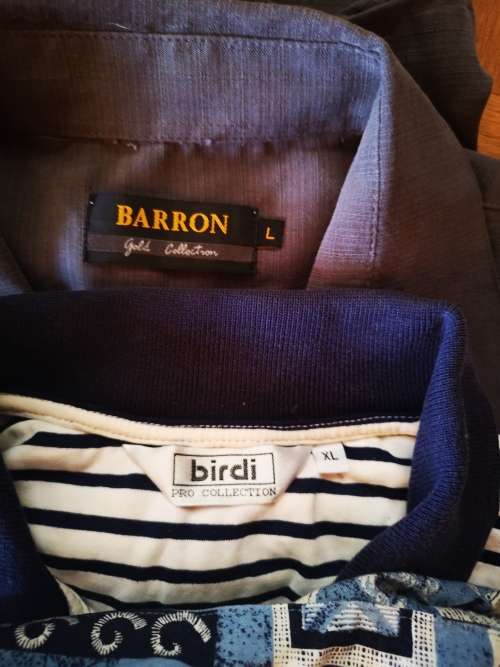 BARRON
L
Gold Collection
birdi
XL
PRO COLLECTION